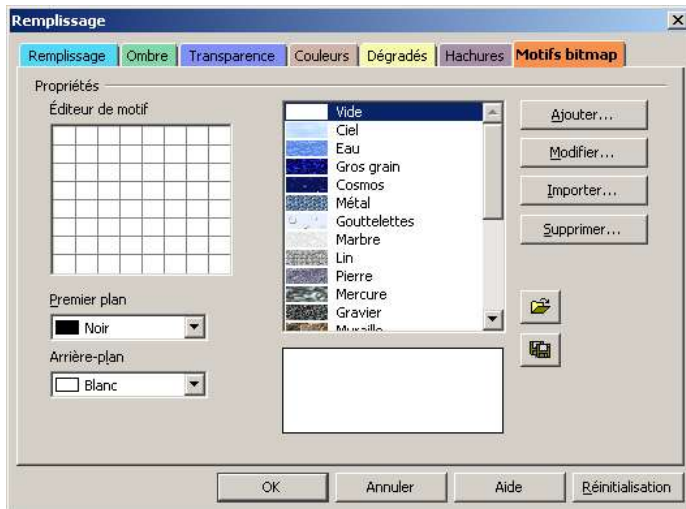 Remplissage
Remplissage Ombre Transparence Couleurs Dégradés Hachures Motifs bitmap
Propriétés
Éditeur de motif
Vide
Ciel
Eau
Gros grain
Cosmos
Métal
Gouttelettes
Marbre
Lin
Pierre
Mercure
Gravier
Muraille
Ajouter...
Modifier...
Importer...
Supprimer...
Premier plan
Noir
Arrière-plan
Blanc
OK Annuler Aide Réinitialisation